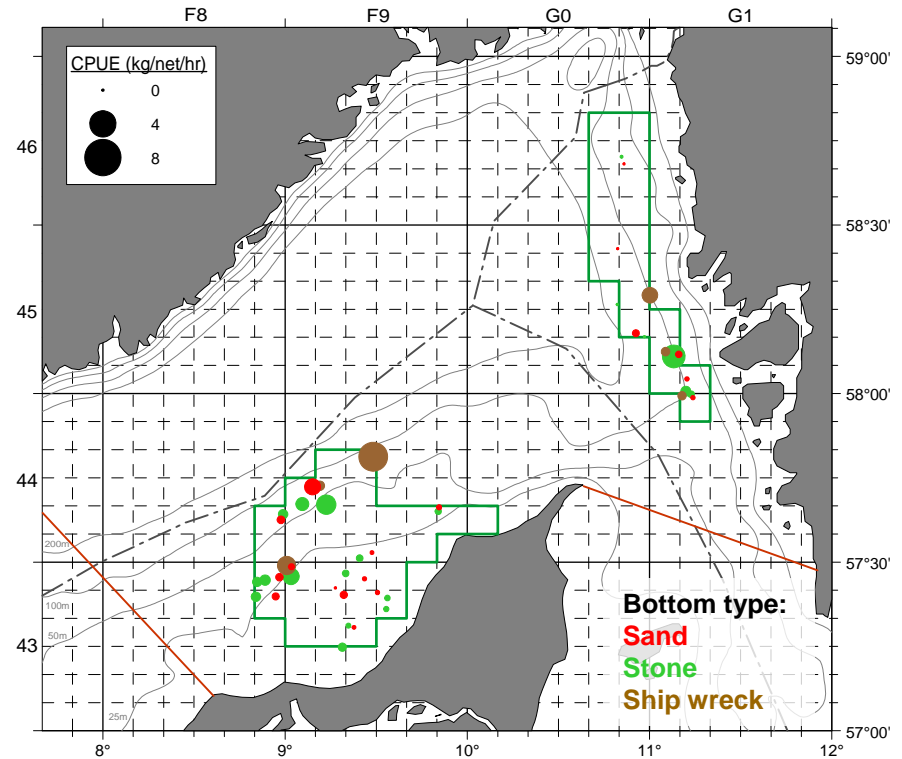 F8 F9 G0 G1
CPUE (kg/net/hr)
0
4
8
59°00'
46
58°30'
45
58°00'
44
200m
57°30'
100m
Bottom type:
Sand
50m
43
Stone
Ship wreck
25m
57°00'
8° 9° 10° 11° 12°